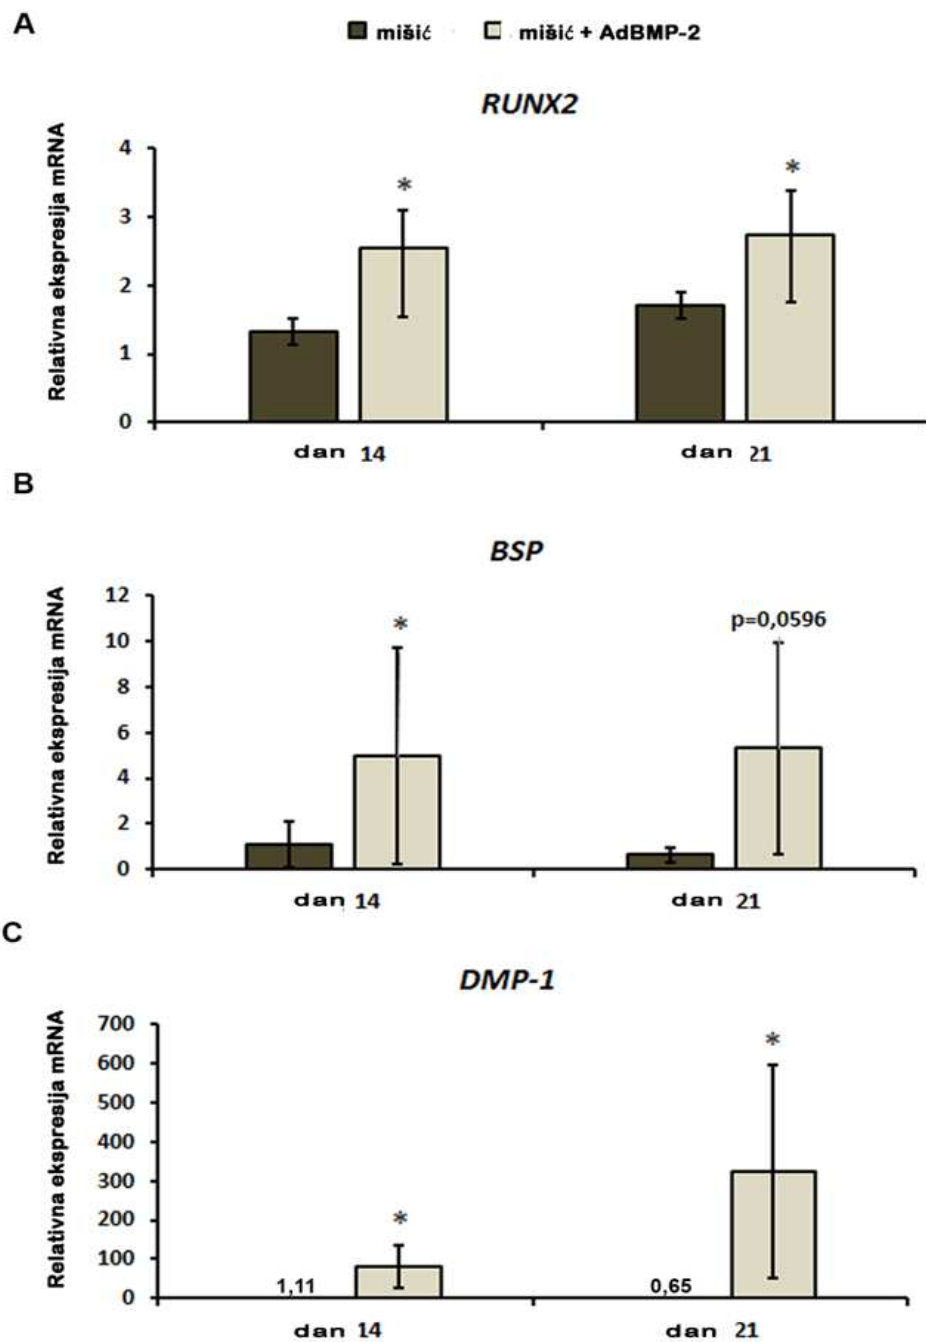 A
mišić mišić + AdBMP-2
RUNX2
Relativna ekspresija mRNA
4
3
2
1
0
*
*
dan 14 dan 21
B
BSP
Relativna ekspresija mRNA
12
10
8
6
4
2
0
*
p=0,0596
dan 14 dan 21
C
DMP-1
Relativna ekspresija mRNA
700
600
500
400
300
200
100
0
*
*
1,11 0,65
dan 14 dan 21